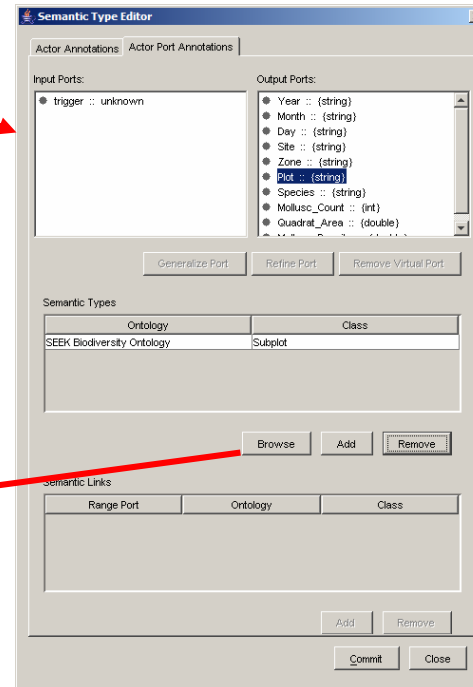 Semantic Type Editor
Actor Annotations Actor Port Annotations
Input Ports: Output Ports:
trigger :: unknown
Year :: {string}
Month :: {string}
Day :: {string}
Site :: {string}
Zone :: {string}
Plot :: {string}
Species :: {string}
Mollusc_Count :: {int}
Quadrat_Area :: {double}
Generalize Port Refine Port Remove Virtual Port
Semantic Types
Ontology Class
SEEK Biodiversity Ontology Subplot
Browse Add Remove
Semantic Links
Range Port Ontology Class
Add Remove
Commit Close